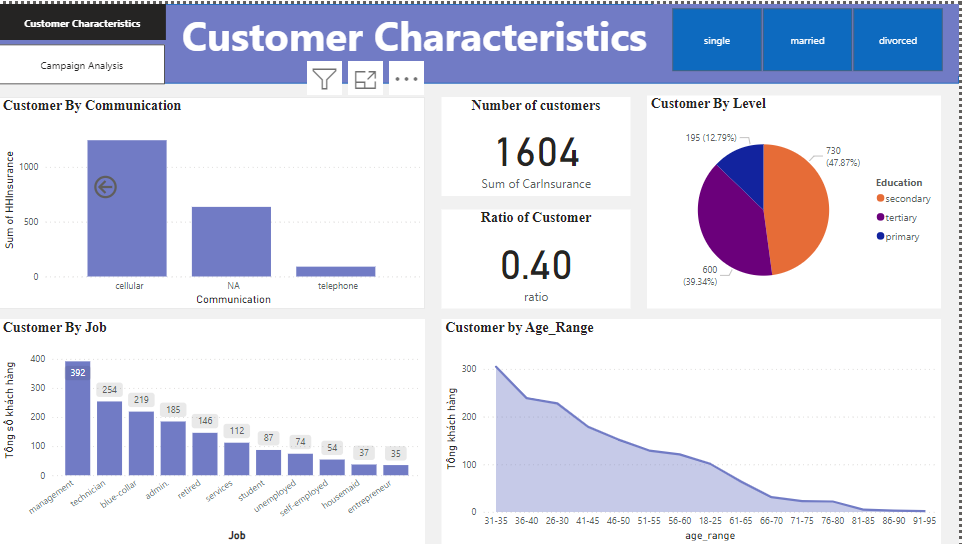 Customer Characteristics
Campaign Analysis
Customer Characteristics
single
married
divorced
Customer By Communication
Sum of HHInsurance
1000
500
0
cellular
NA
telephone
Communication
Number of customers
1604
Sum of CarInsurance
Ratio of Customer
0.40
ratio
Customer By Level
195 (12.79%)
730
(47.87%)
600
(39.34%)
Education
secondary
tertiary
primary
Customer By Job
Tổng số khách hàng
400
300
200
100
0
392
254
219
185
146
112
87
74
54
37
35
management
technician
blue-collar
admin.
retired
services
student
unemployed
self-employed
housemaid
entrepreneur
Job
Customer by Age_Range
Tổng khách hàng
300
200
100
0
31-35
36-40
26-30
41-45
46-50
51-55
56-60
18-25
61-65
66-70
71-75
76-80
81-85
86-90
91-95
age_range